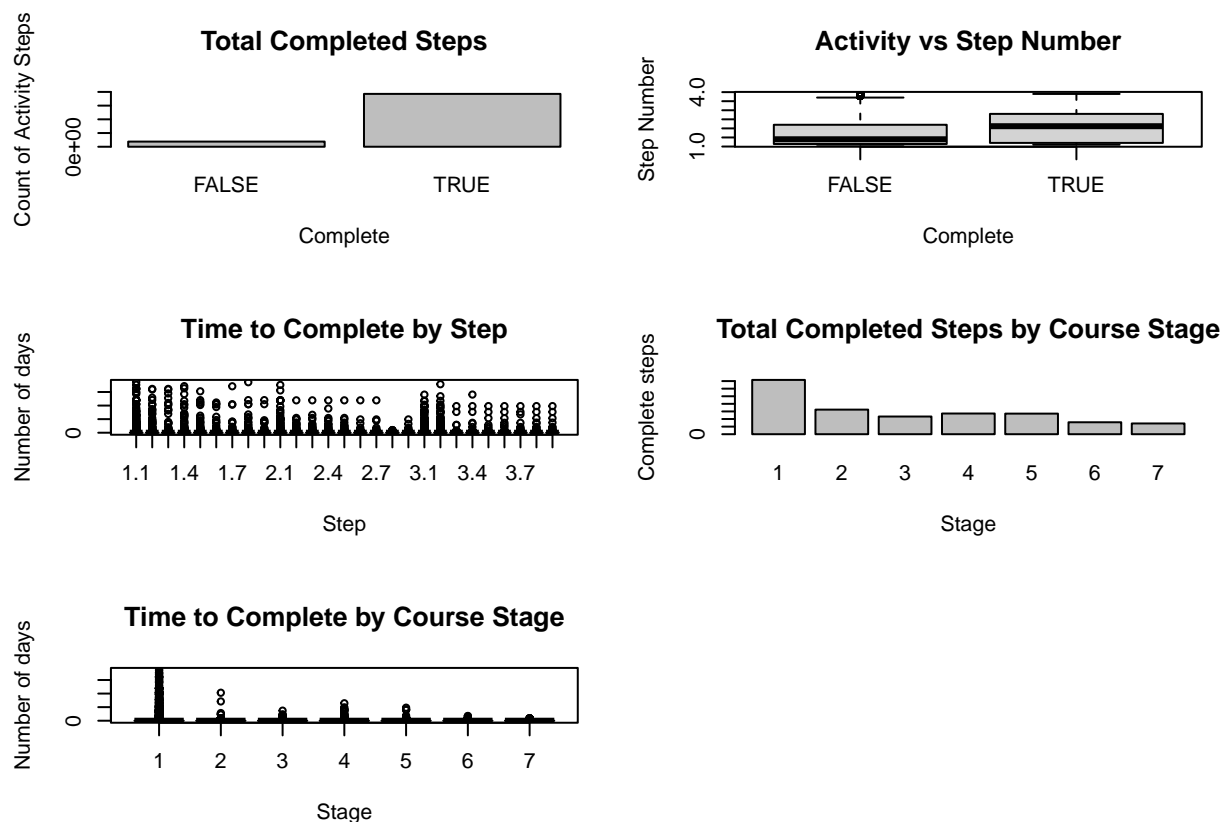 Total Completed Steps
Count of Activity Steps
0e+00
FALSE TRUE
Complete
Activity vs Step Number
Step Number
1.0 4.0
FALSE TRUE
Complete
Time to Complete by Step
Number of days
0
1.1 1.4 1.7 2.1 2.4 2.7 3.1 3.4 3.7
Step
Total Completed Steps by Course Stage
Complete steps
0
1 2 3 4 5 6 7
Stage
Time to Complete by Course Stage
Number of days
0
1 2 3 4 5 6 7
Stage